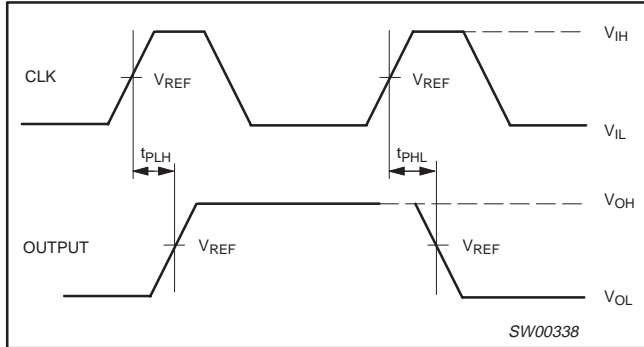 V_IH
CLK
V_REF V_REF
V_IL
t_PLH t_PHL
V_OH
OUTPUT V_REF V_REF
V_OL
SW00338